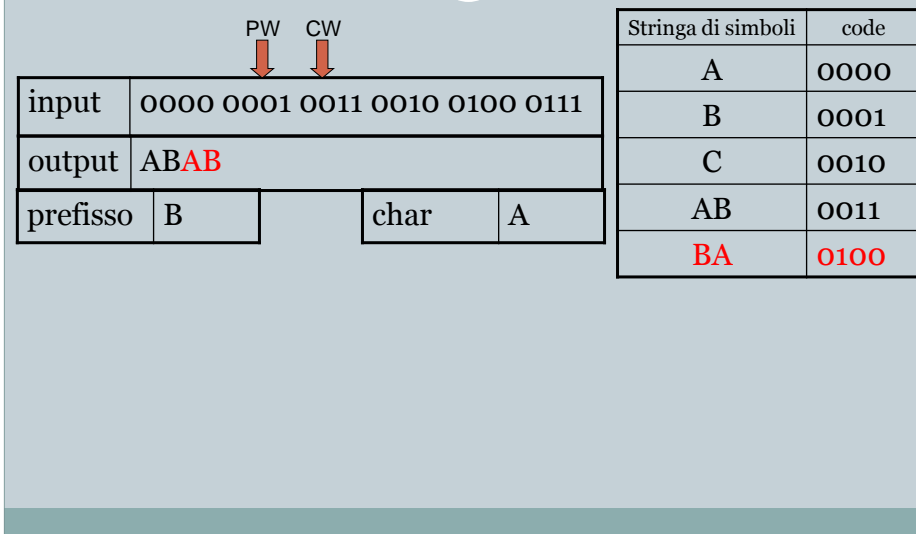 PW CW
input 0000 0001 0011 0010 0100 0111
output ABAB
prefisso B char A
Stringa di simboli code
A 0000
B 0001
C 0010
AB 0011
BA 0100